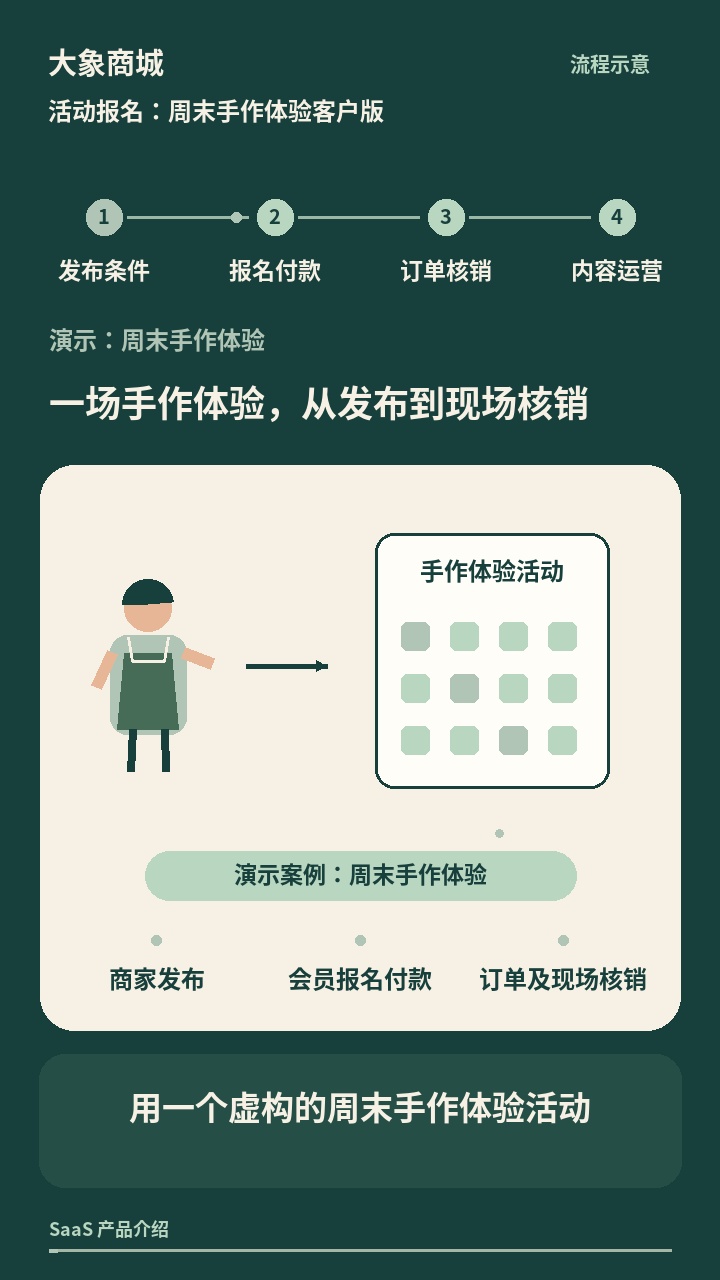 大象商城
流程示意
活动报名：周末手作体验客户版
1 2 3 4
发布条件 报名付款 订单核销 内容运营
演示：周末手作体验
一场手作体验，从发布到现场核销
手作体验活动
演示案例：周末手作体验
商家发布 会员报名付款 订单及现场核销
用一个虚构的周末手作体验活动
SaaS 产品介绍